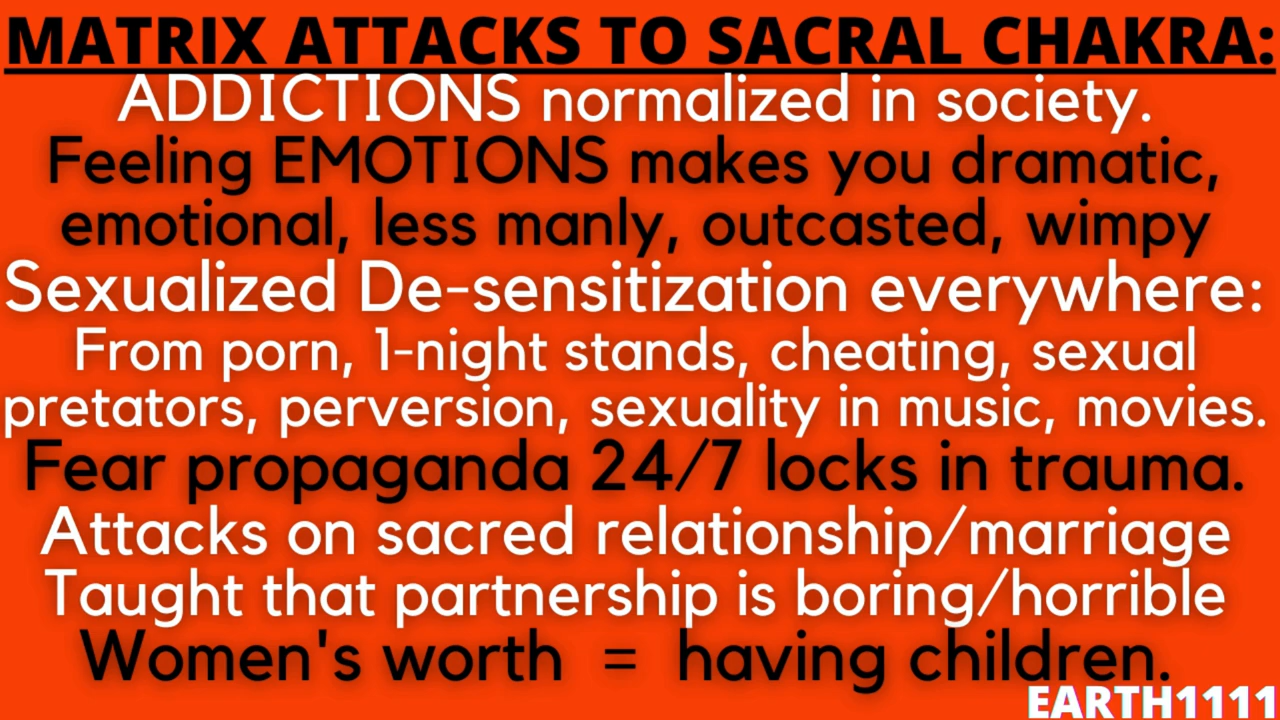 MATRIX ATTACKS TO SACRAL CHAKRA:
ADDICTIONS normalized in society.
Feeling EMOTIONS makes you dramatic,
emotional, less manly, outcasted, wimpy
Sexualized De-sensitization everywhere:
From porn, 1-night stands, cheating, sexual
pretators, perversion, sexuality in music, movies.
Fear propaganda 24/7 locks in trauma.
Attacks on sacred relationship/marriage
Taught that partnership is boring/horrible
Women's worth = having children.
EARTH1111